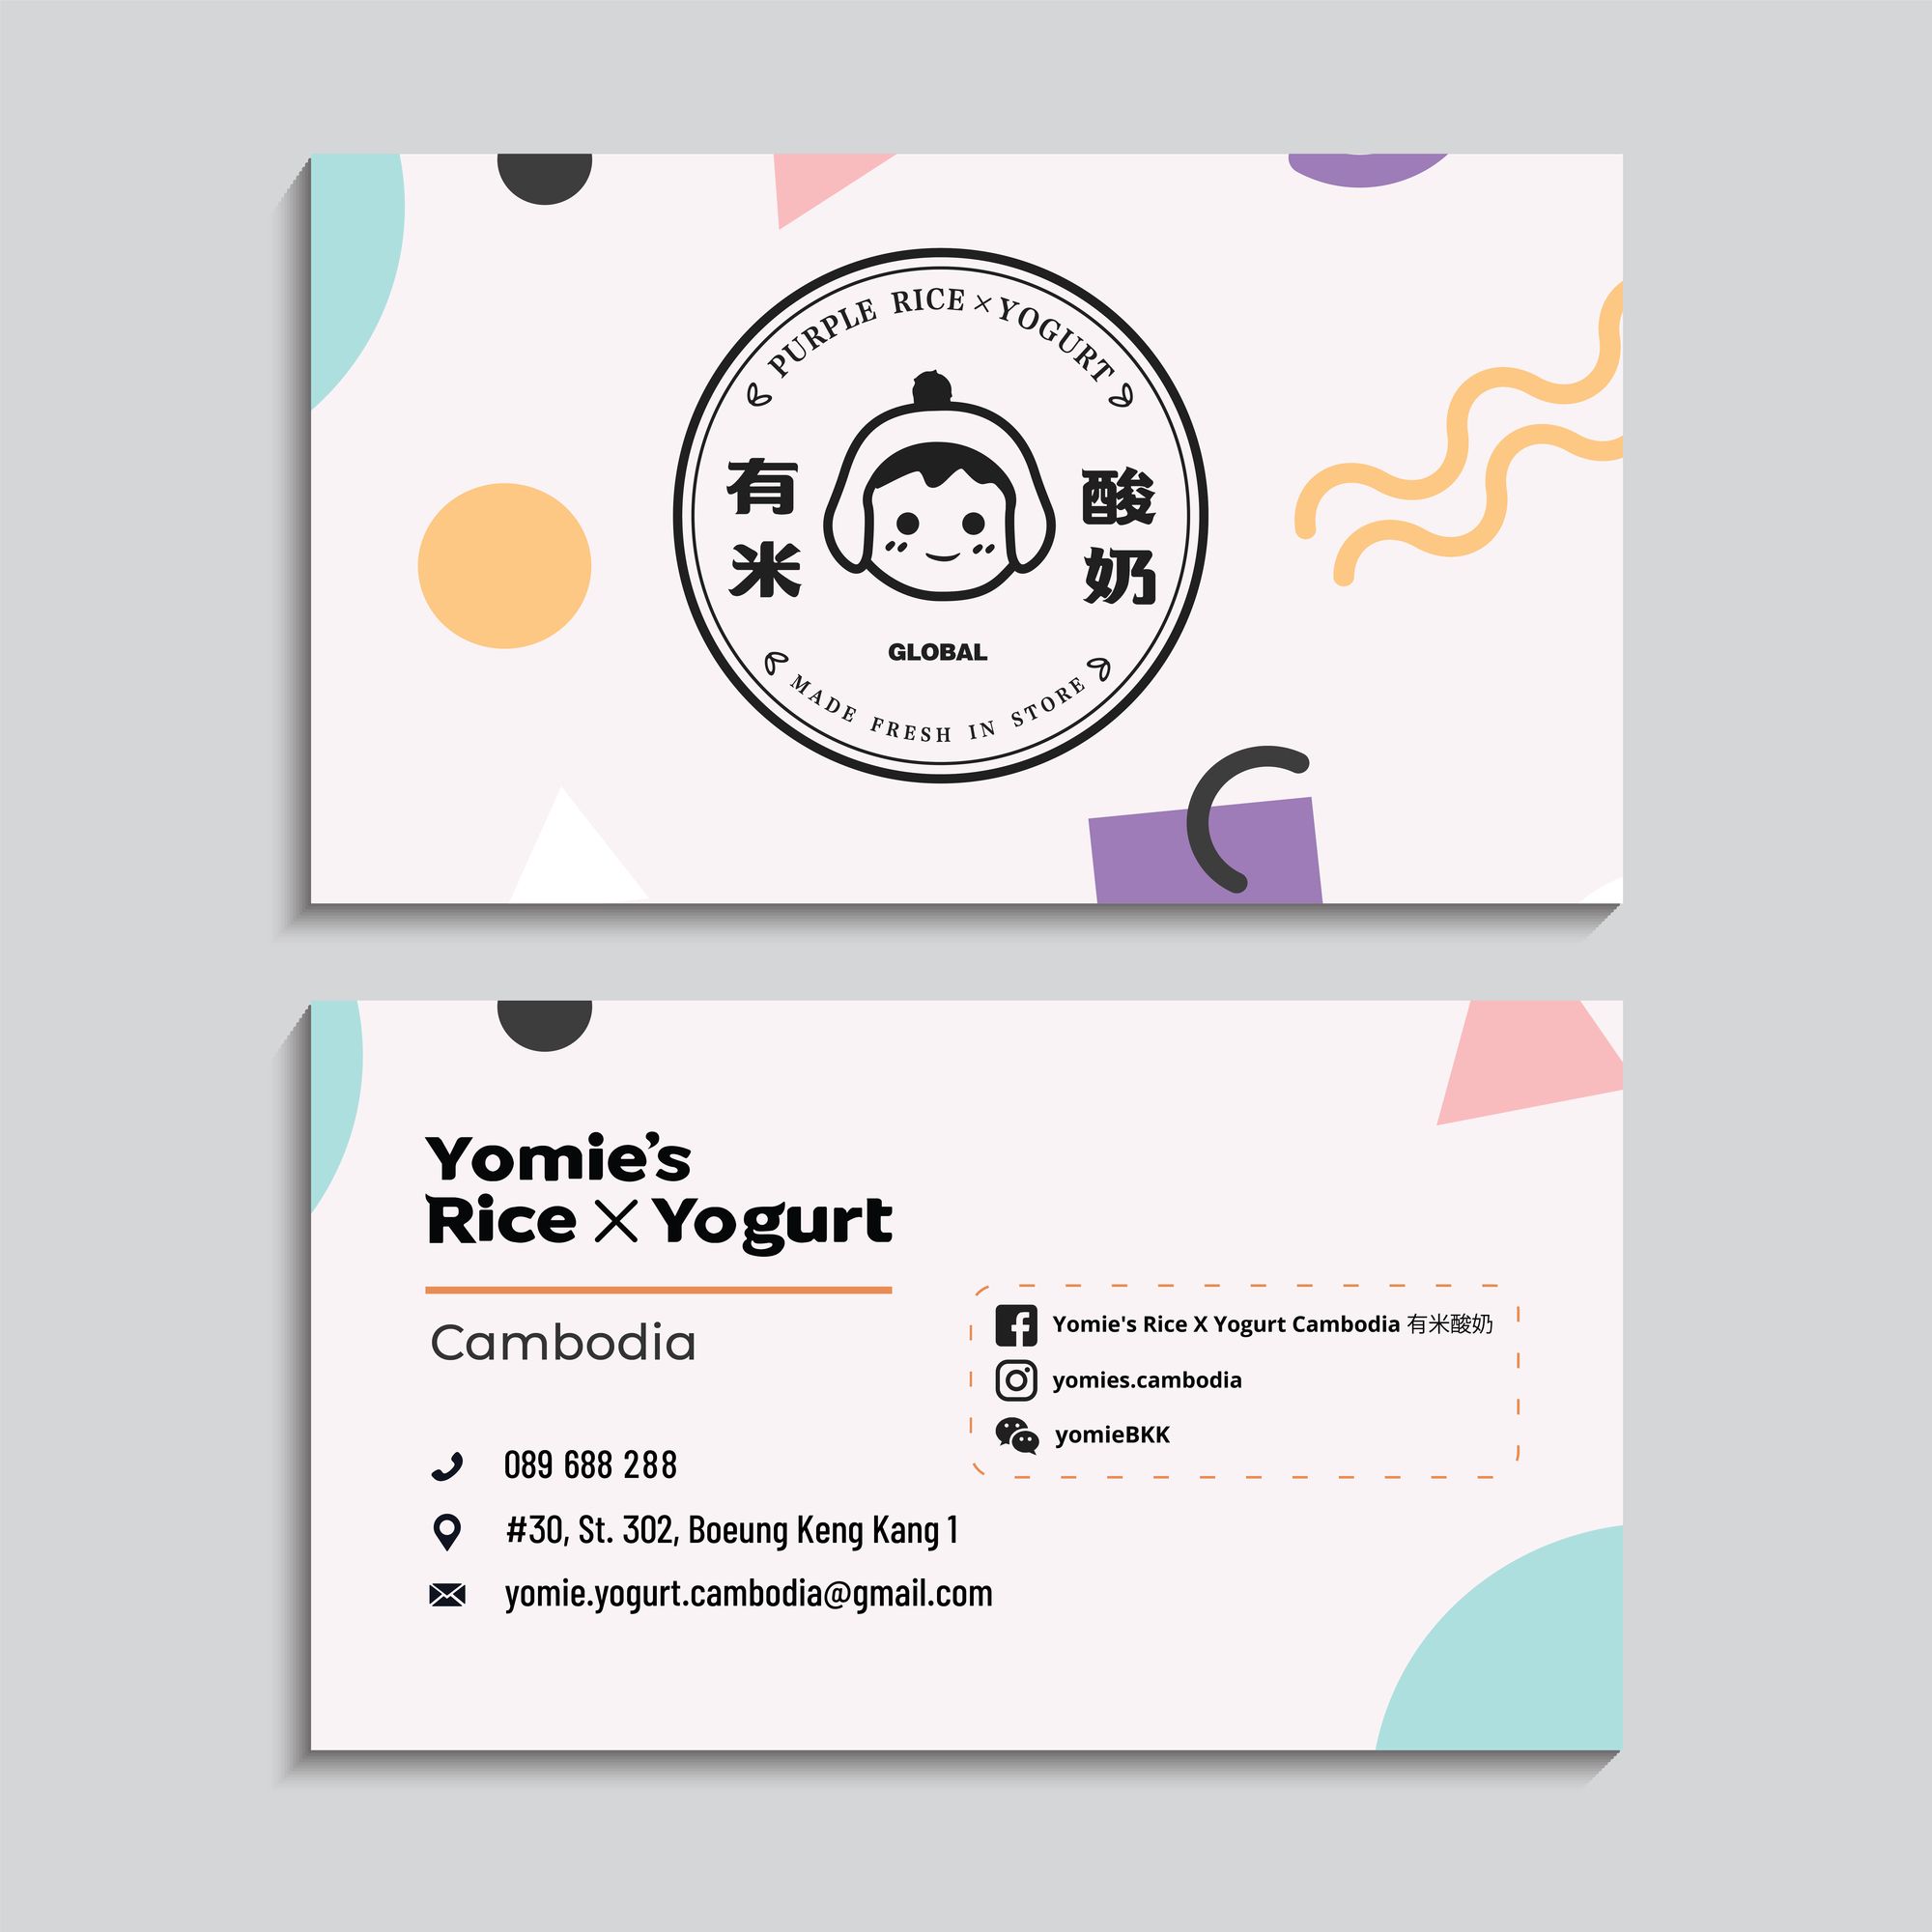 PURPLE RICE × YOGURT
有米
酸奶
GLOBAL
MADE FRESH IN STORE
Yomie's
Rice × Yogurt
Cambodia
Yomie's Rice X Yogurt Cambodia 有米酸奶
yomies.cambodia
yomieBKK
089 688 288
#30, St. 302, Boeung Keng Kang 1
yomie.yogurt.cambodia@gmail.com